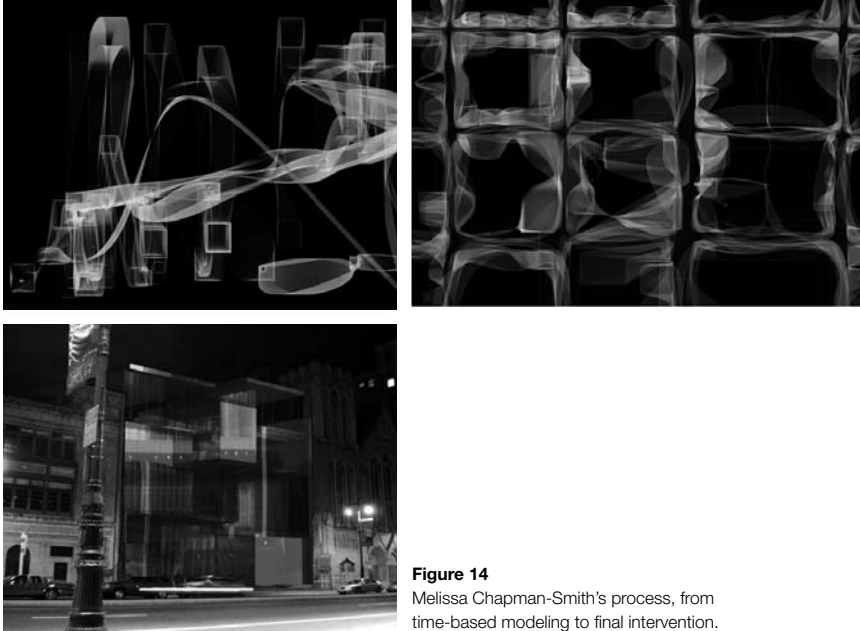 Figure 14
Melissa Chapman-Smith’s process, from
time-based modeling to final intervention.